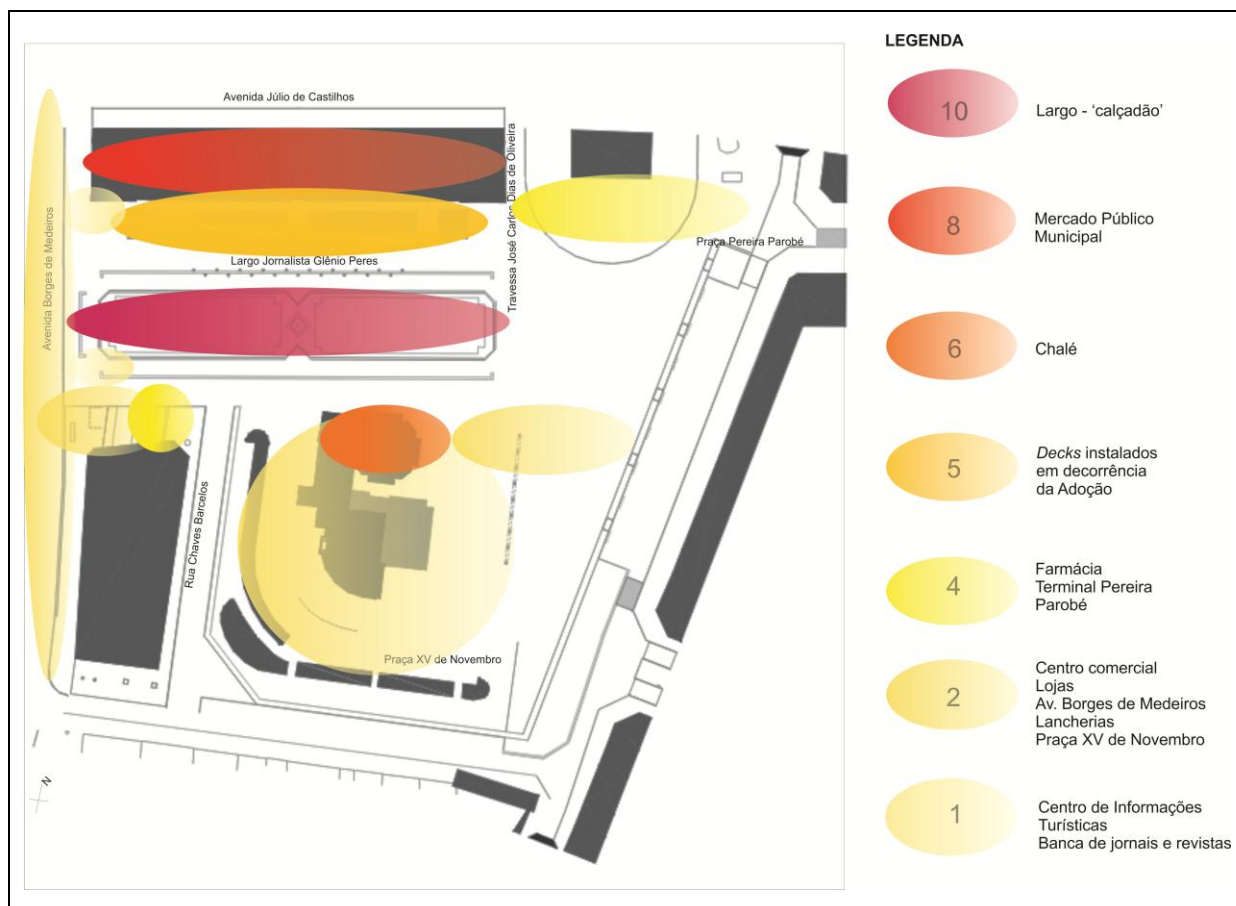 Avenida Júlio de Castilhos
Travessa José Carlos Dias de Oliveira
Avenida Borges de Medeiros
Praça Pereira Parobé
Largo Jornalista Glênio Peres
Rua Chaves Barcelos
Praça XV de Novembro
N
LEGENDA
10
Largo - ‘calçadão’
8
Mercado Público
Municipal
6
Chalé
5
Decks instalados
em decorrência
da Adoção
4
Farmácia
Terminal Pereira
Parobé
2
Centro comercial
Lojas
Av. Borges de Medeiros
Lancherias
Praça XV de Novembro
1
Centro de Informações
Turísticas
Banca de jornais e revistas